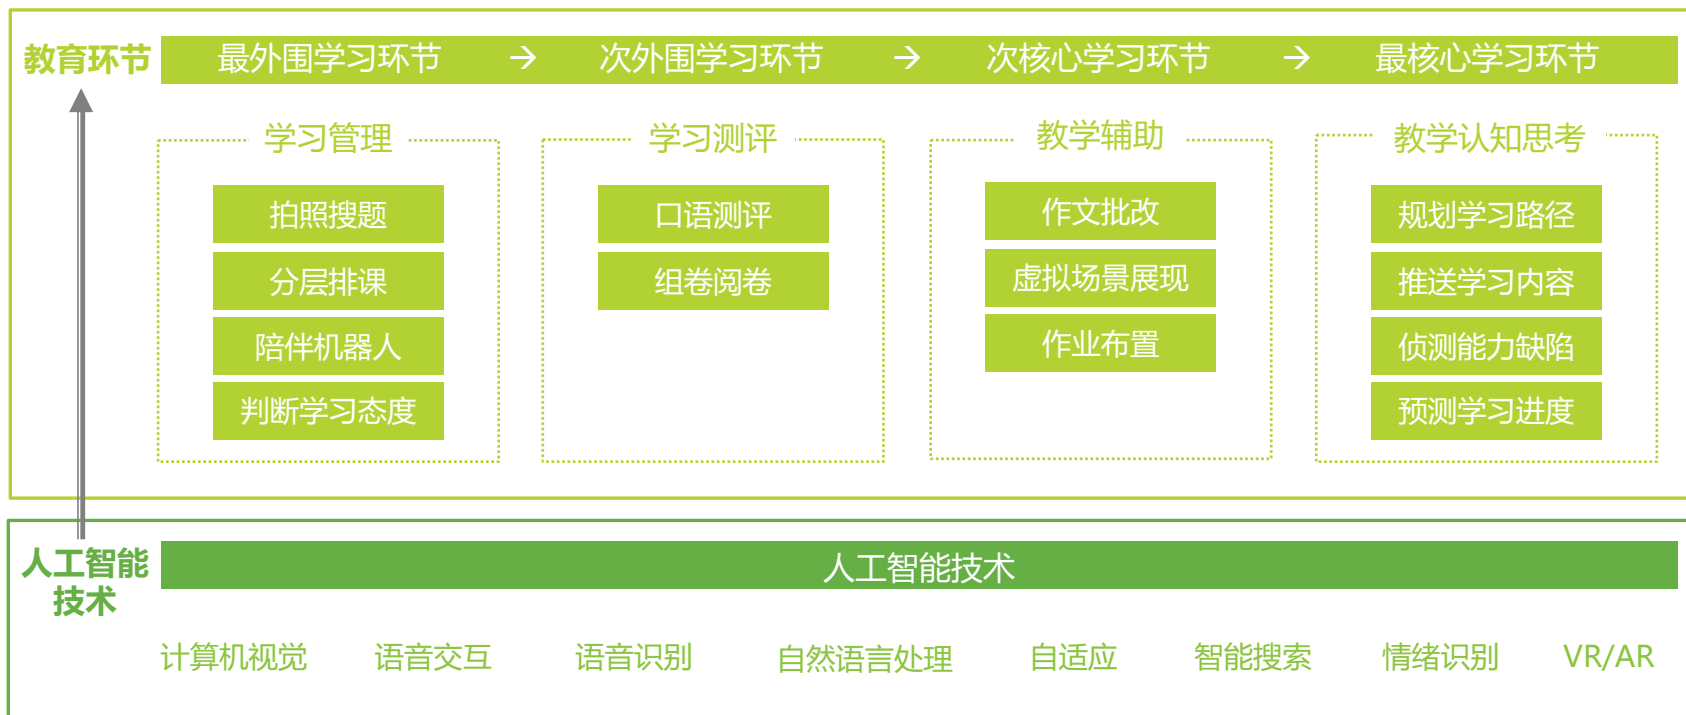 教育环节
最外围学习环节 → 次外围学习环节 → 次核心学习环节 → 最核心学习环节
学习管理
拍照搜题
分层排课
陪伴机器人
判断学习态度
学习测评
口语测评
组卷阅卷
教学辅助
作文批改
虚拟场景展现
作业布置
教学认知思考
规划学习路径
推送学习内容
侦测能力缺陷
预测学习进度
人工智能
技术
人工智能技术
计算机视觉 语音交互 语音识别 自然语言处理 自适应 智能搜索 情绪识别 VR/AR